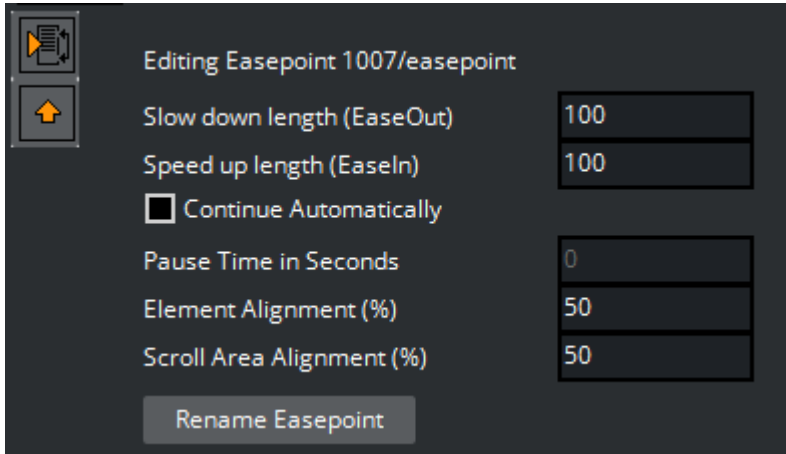 Editing Easepoint 1007/easepoint
Slow down length (EaseOut) 100
Speed up length (EaseIn) 100
Continue Automatically
Pause Time in Seconds 0
Element Alignment (%) 50
Scroll Area Alignment (%) 50
Rename Easepoint